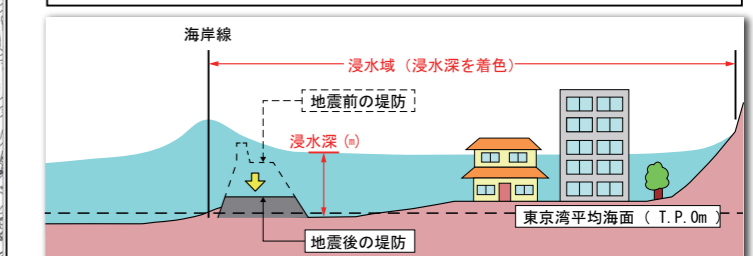 海岸線
浸水域（浸水深を着色）
地震前の堤防
浸水深(m)
東京湾平均海面（ T.P.0m ）
地震後の堤防